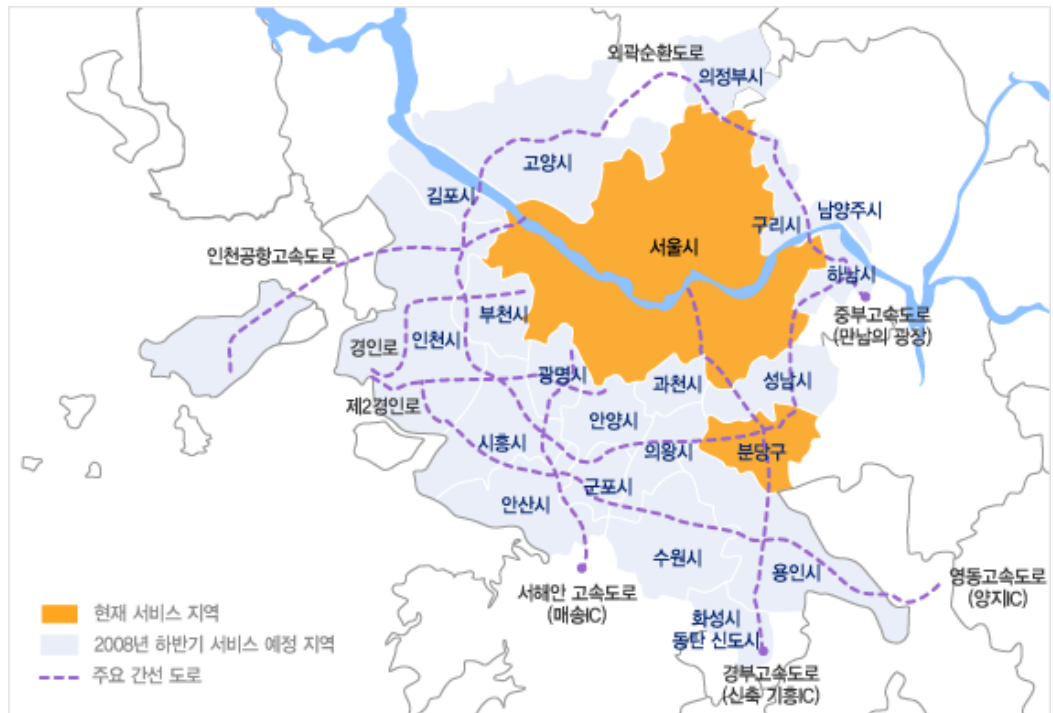 외곽순환도로
의정부시
고양시
김포시
남양주시
구리시
서울시
인천공항고속도로
하남시
부천시
중부고속도로
(만남의 광장)
경인로
인천시
광명시
과천시
성남시
제2경인로
안양시
시흥시
의왕시
분당구
군포시
안산시
수원시
용인시
서해안 고속도로
(매송IC)
영동고속도로
(양지IC)
현재 서비스 지역
화성시
동탄 신도시
2008년 하반기 서비스 예정 지역
주요 간선 도로
경부고속도로
(신축 기흥IC)